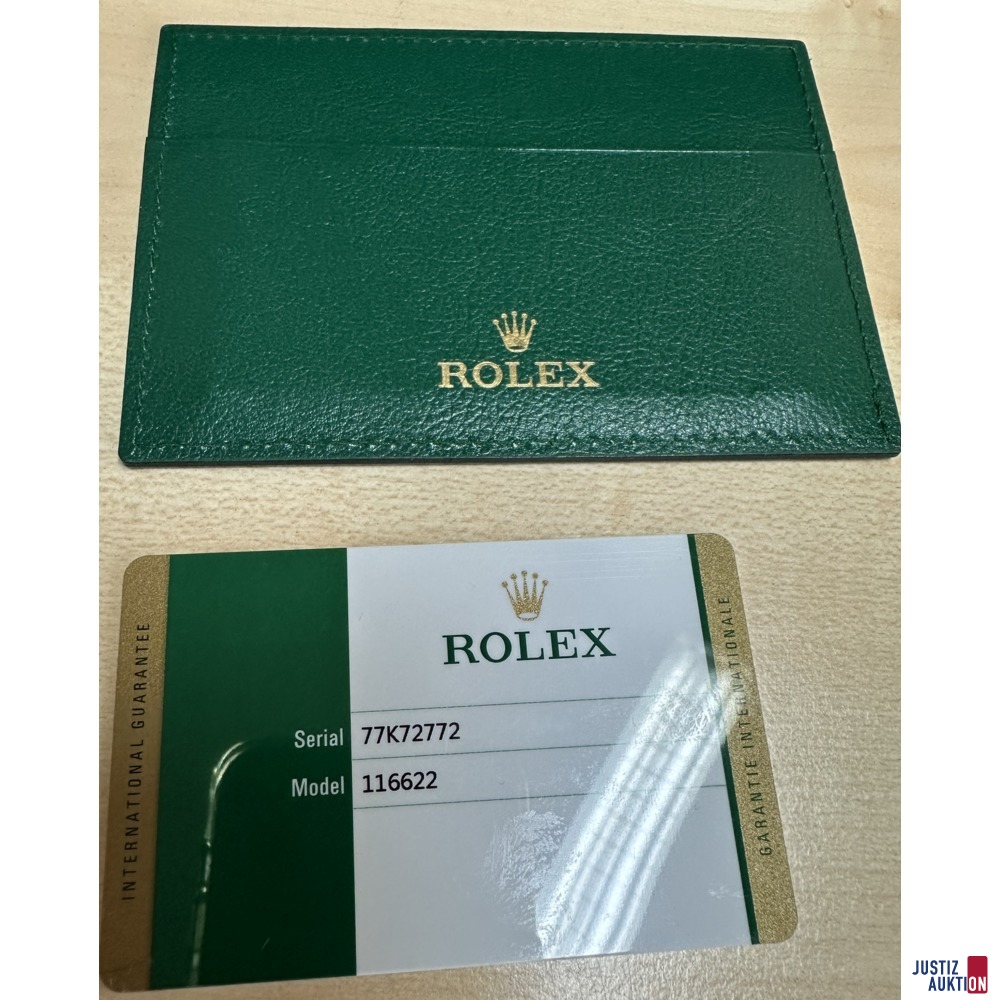 ROLEX
ROLEX
INTERNATIONAL GUARANTEE
Serial 77K72772
Model 116622
GARANTIE INTERNATIONALE
JUSTIZ
AUKTION